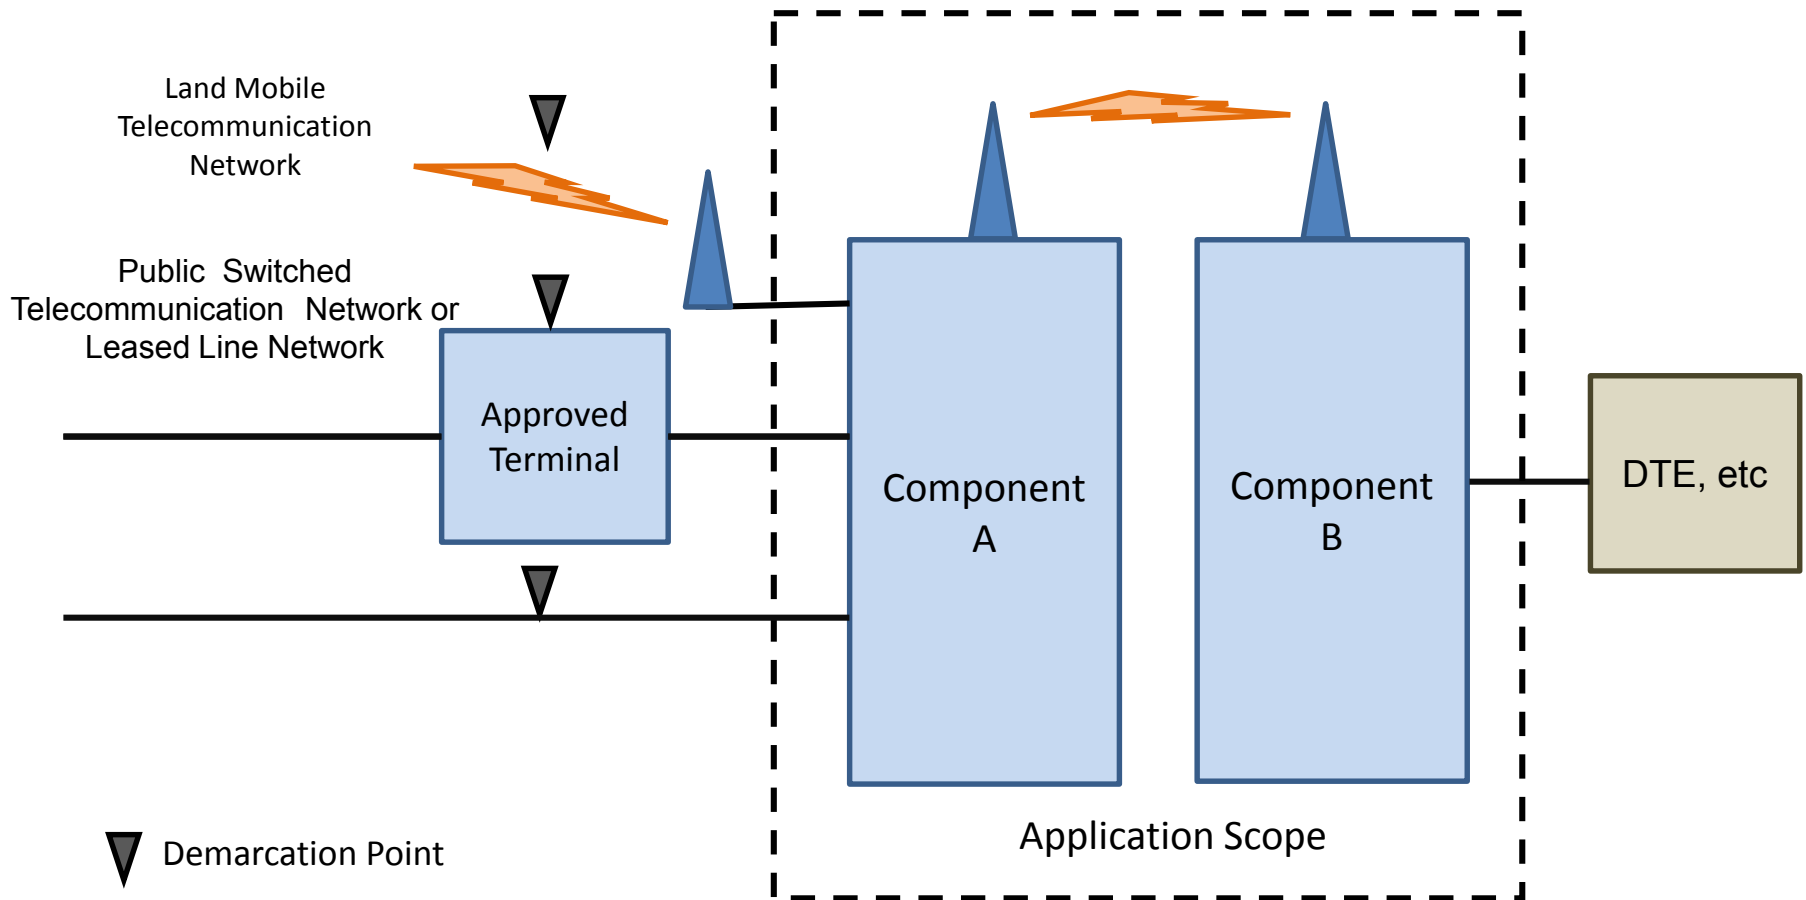 Land Mobile
Telecommunication
Network
Public Switched
Telecommunication Network or
Leased Line Network
Approved
Terminal
Component
A
Component
B
DTE, etc
Application Scope
Demarcation Point